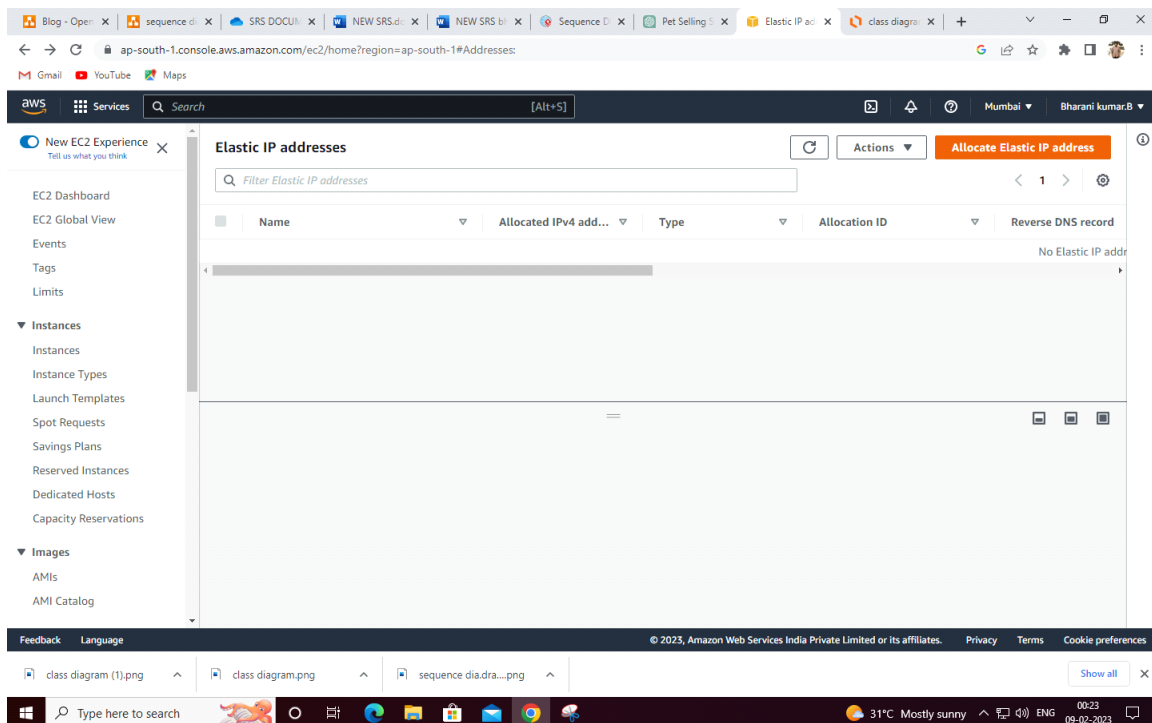 Blog - Open
sequence di
SRS DOCUM
NEW SRS.do
NEW SRS bh
Sequence D
Pet Selling S
Elastic IP ad
class diagran
ap-south-1.console.aws.amazon.com/ec2/home?region=ap-south-1#Addresses:
Gmail YouTube Maps
aws Services Search [Alt+S] Mumbai Bharani kumar.B
New EC2 Experience
Tell us what you think
EC2 Dashboard
EC2 Global View
Events
Tags
Limits
Instances
Instances
Instance Types
Launch Templates
Spot Requests
Savings Plans
Reserved Instances
Dedicated Hosts
Capacity Reservations
Images
AMIs
AMI Catalog
Elastic IP addresses
Actions Allocate Elastic IP address
Filter Elastic IP addresses
1
Name Allocated IPv4 add... Type Allocation ID Reverse DNS record
No Elastic IP addr
Feedback Language © 2023, Amazon Web Services India Private Limited or its affiliates. Privacy Terms Cookie preferences
class diagram (1).png class diagram.png sequence dia.dra....png Show all
Type here to search 31°C Mostly sunny ENG 00:23
09-02-2023